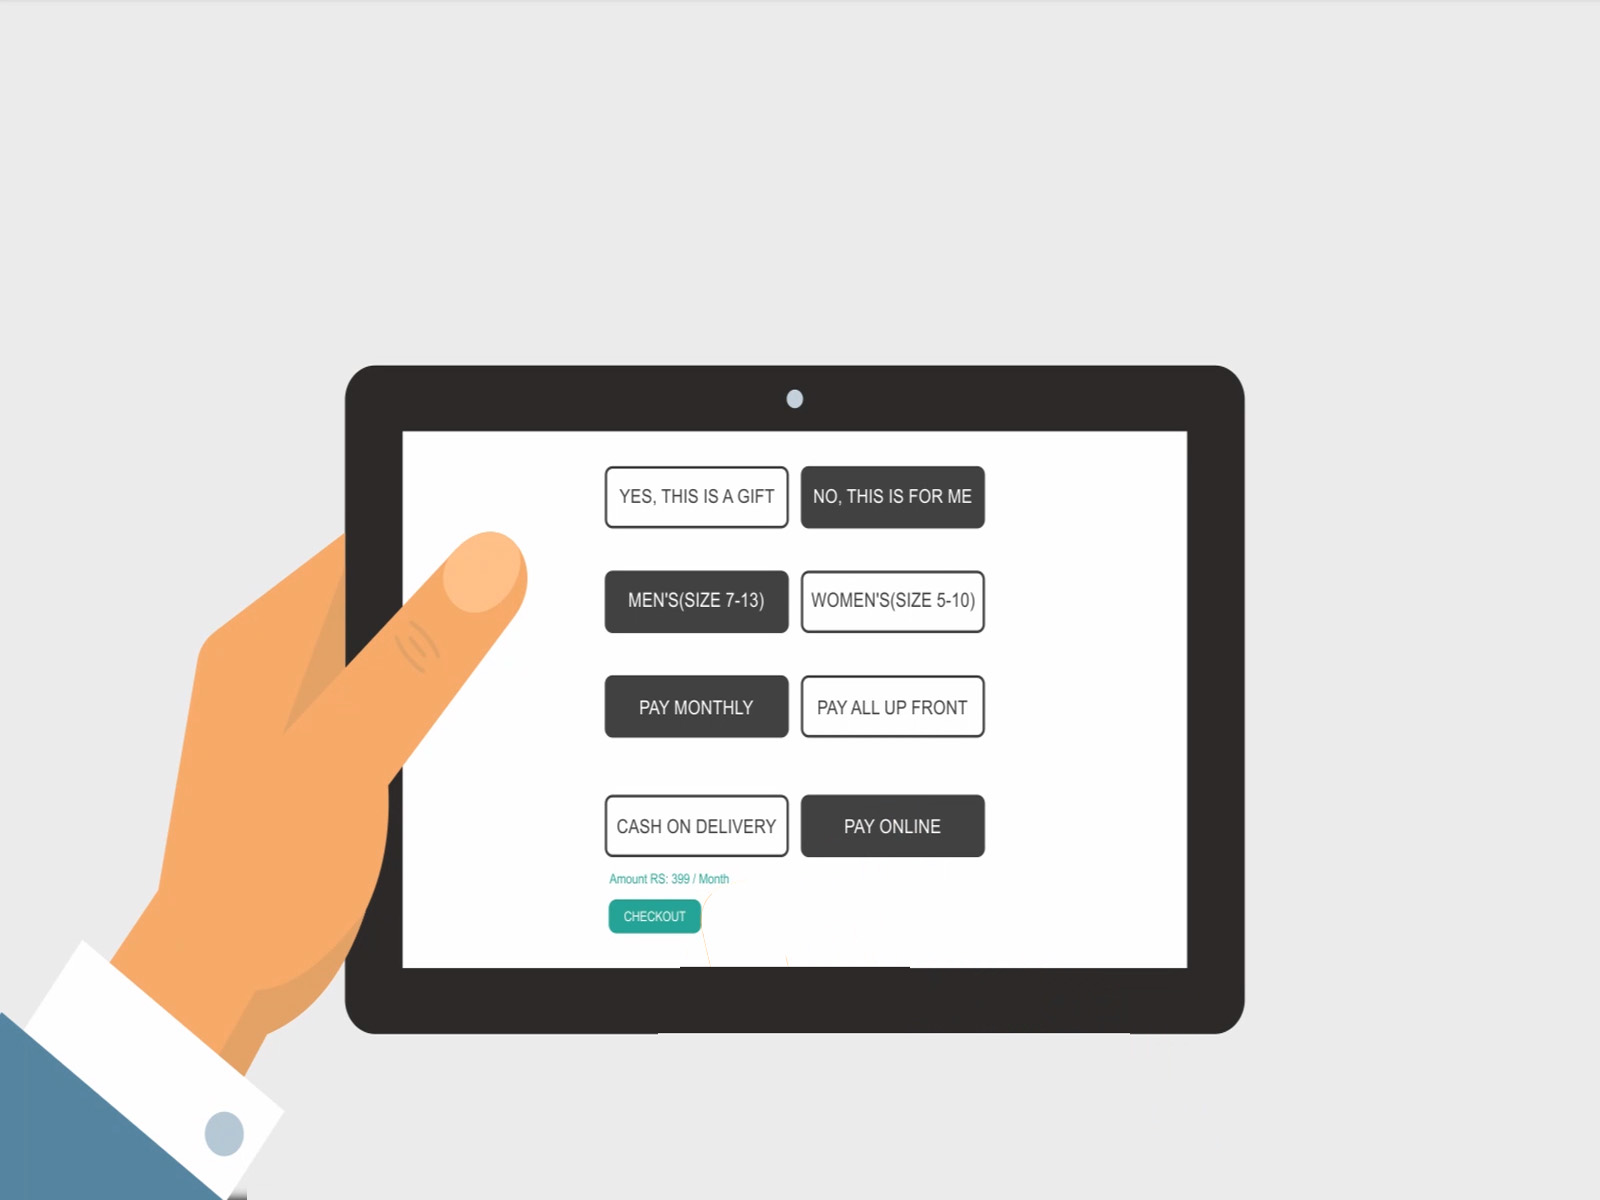 YES, THIS IS A GIFT NO, THIS IS FOR ME
MEN'S(SIZE 7-13) WOMEN'S(SIZE 5-10)
PAY MONTHLY PAY ALL UP FRONT
CASH ON DELIVERY PAY ONLINE
Amount RS: 399 / Month
CHECKOUT